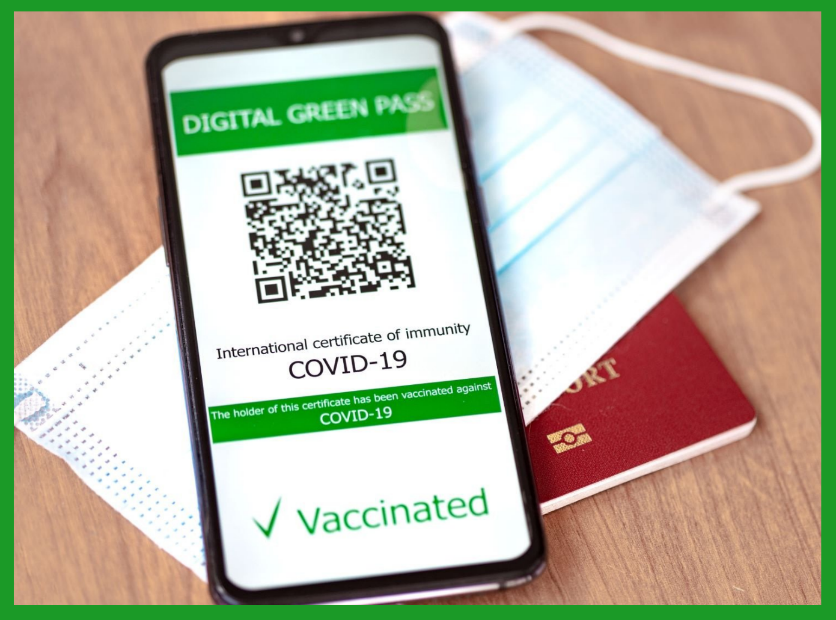 DIGITAL GREEN PASS
International certificate of immunity
COVID-19
The holder of this certificate has been vaccinated against
COVID-19
✓ Vaccinated